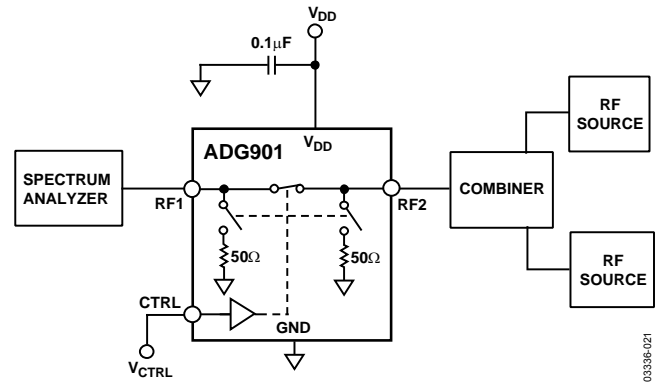 VDD
0.1μF
RF
SOURCE
VDD
ADG901
SPECTRUM
ANALYZER
RF1
RF2
COMBINER
50Ω
50Ω
RF
SOURCE
CTRL
GND
VCTRL
03336-021